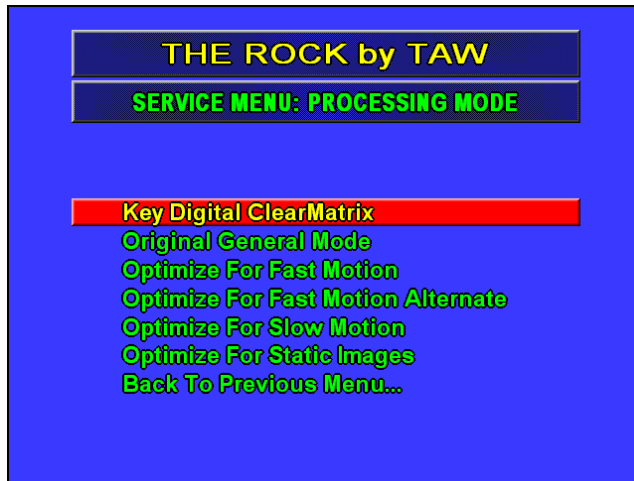 THE ROCK by TAW
SERVICE MENU: PROCESSING MODE
Key Digital ClearMatrix
Original General Mode
Optimize For Fast Motion
Optimize For Fast Motion Alternate
Optimize For Slow Motion
Optimize For Static Images
Back To Previous Menu...